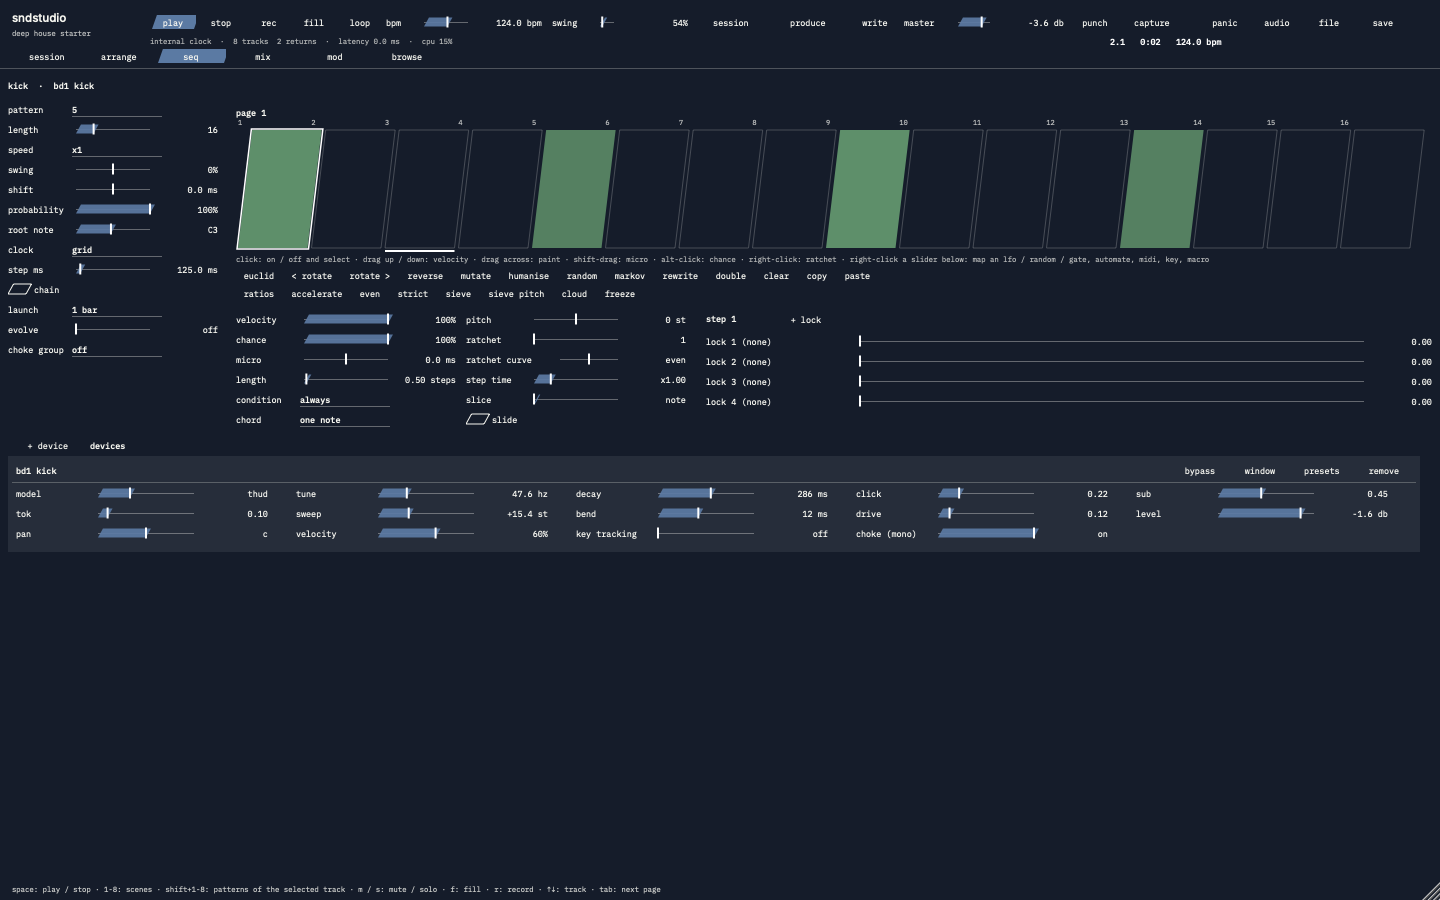 sndstudio
deep house starter
play stop rec fill loop bpm 124.0 bpm swing 54% session produce write master -3.6 db punch capture panic audio file save
internal clock · 8 tracks 2 returns · latency 0.0 ms · cpu 15%
2.1 0:02 124.0 bpm
session arrange seq mix mod browse
kick · bd1 kick
pattern 5
length 16
speed x1
swing 0%
shift 0.0 ms
probability 100%
root note C3
clock grid
step ms 125.0 ms
chain
launch 1 bar
evolve off
choke group off
page 1
1 2 3 4 5 6 7 8 9 10 11 12 13 14 15 16
click: on / off and select · drag up / down: velocity · drag across: paint · shift-drag: micro · alt-click: chance · right-click: ratchet · right-click a slider below: map an lfo / random / gate, automate, midi, key, macro
euclid < rotate rotate > reverse mutate humanise random markov rewrite double clear copy paste
ratios accelerate even strict sieve sieve pitch cloud freeze
velocity 100% pitch 0 st step 1 + lock
chance 100% ratchet 1 lock 1 (none) 0.00
micro 0.0 ms ratchet curve even lock 2 (none) 0.00
length 0.50 steps step time x1.00 lock 3 (none) 0.00
condition always slice note lock 4 (none) 0.00
chord one note slide
+ device devices
bd1 kick bypass window presets remove
model thud tune 47.6 hz decay 286 ms click 0.22 sub 0.45
tok 0.10 sweep +15.4 st bend 12 ms drive 0.12 level -1.6 db
pan c velocity 60% key tracking off choke (mono) on
space: play / stop · 1-8: scenes · shift+1-8: patterns of the selected track · m / s: mute / solo · f: fill · r: record · ↑↓: track · tab: next page